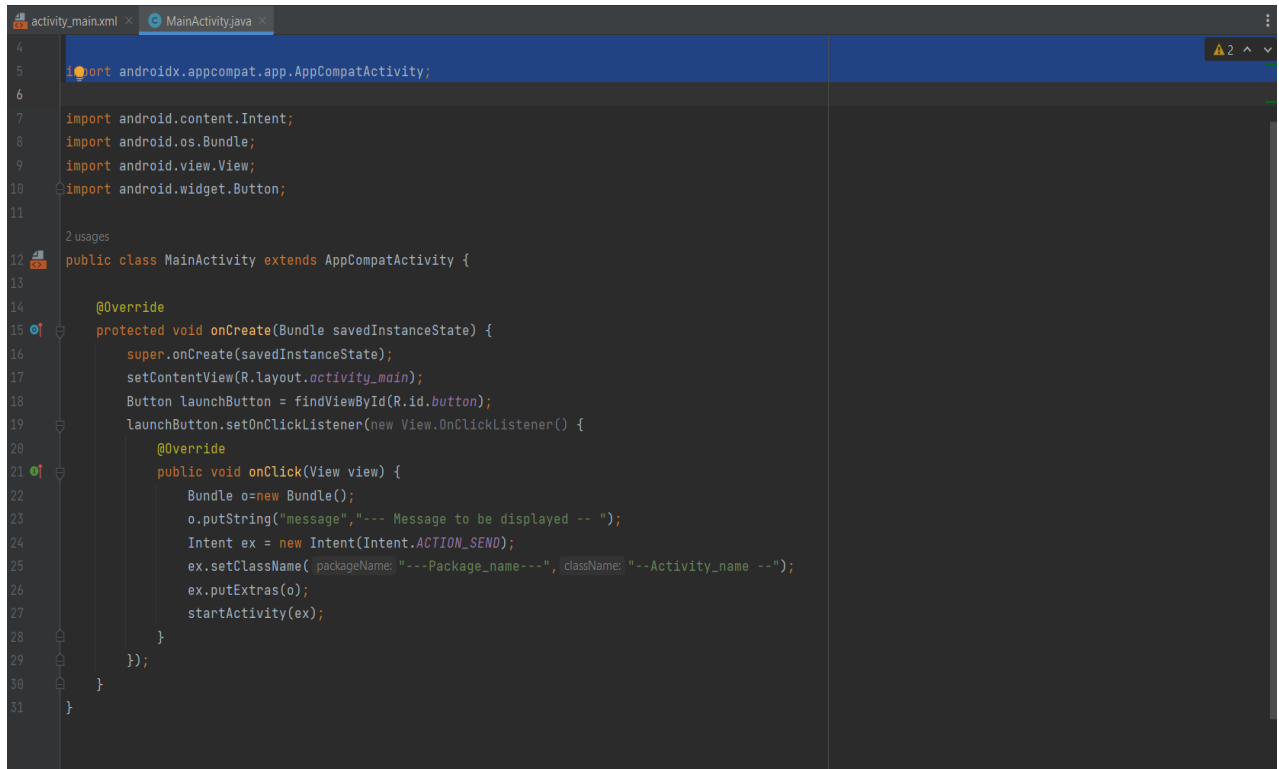 activity_main.xml × MainActivity.java ×
4
2
5 import androidx.appcompat.app.AppCompatActivity;
6
7 import android.content.Intent;
8 import android.os.Bundle;
9 import android.view.View;
10 import android.widget.Button;
11
2 usages
12 public class MainActivity extends AppCompatActivity {
13
14 @Override
15 protected void onCreate(Bundle savedInstanceState) {
16 super.onCreate(savedInstanceState);
17 setContentView(R.layout.activity_main);
18 Button launchButton = findViewById(R.id.button);
19 launchButton.setOnClickListener(new View.OnClickListener() {
20 @Override
21 public void onClick(View view) {
22 Bundle o=new Bundle();
23 o.putString("message","--- Message to be displayed -- ");
24 Intent ex = new Intent(Intent.ACTION_SEND);
25 ex.setClassName( packageName: "---Package_name---", className: "--Activity_name --");
26 ex.putExtras(o);
27 startActivity(ex);
28 }
29 });
30 }
31 }